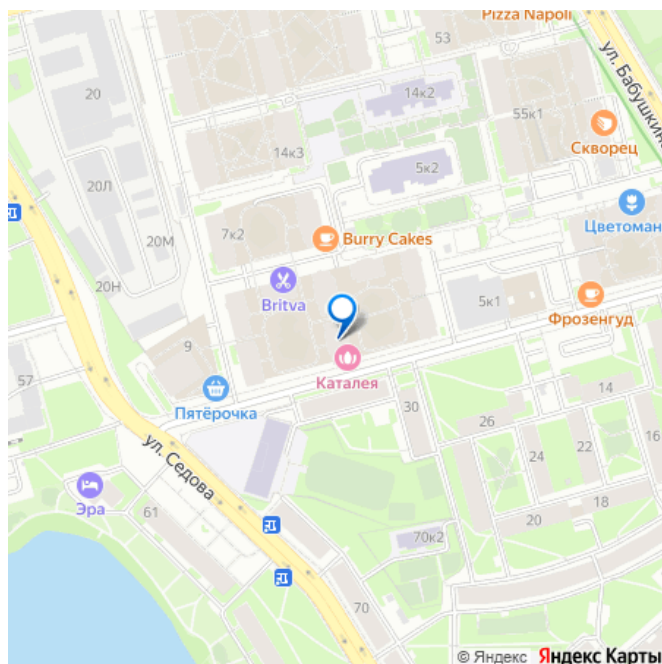 Pizza Napoli
53
ул. Бабушкина
20
14к2
55к1
Скворец
14к3
5к2
20Л
Цветоман
7к2
Burry Cakes
20М
20Н
Britva
5к1
Фрозенгуд
9
57
Каталея
Пятёрочка
30
14
26
22
16
24
ул. Седова
Эра
61
18
20
70к2
70
© Яндекс Яндекс Карты